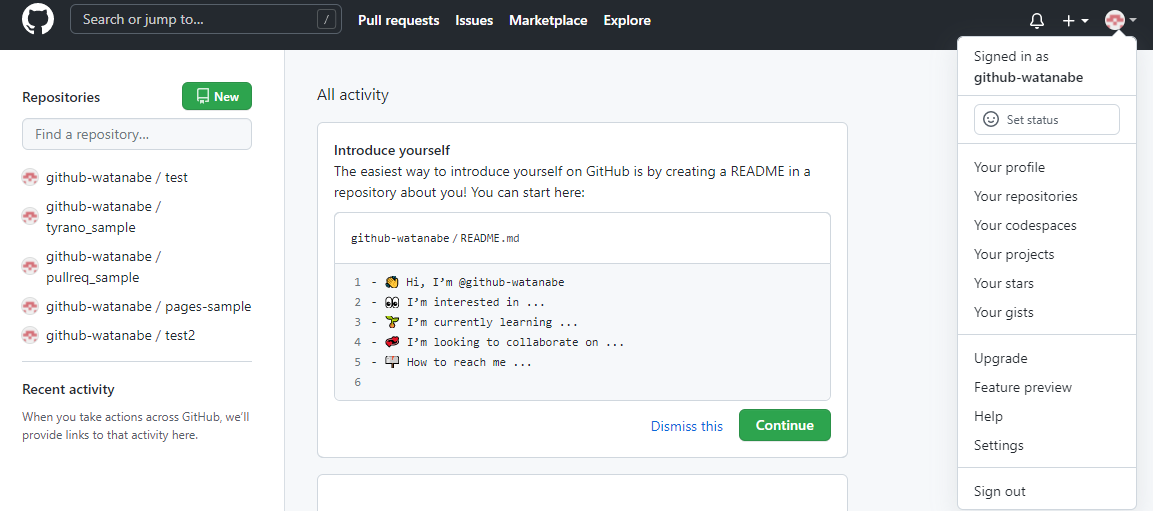 Search or jump to... /
Pull requests Issues Marketplace Explore
Repositories
New
Find a repository...
github-watanabe / test
github-watanabe /
tyrano_sample
github-watanabe /
pullreq_sample
github-watanabe / pages-sample
github-watanabe / test2
Recent activity
When you take actions across GitHub, we'll
provide links to that activity here.
All activity
Introduce yourself
The easiest way to introduce yourself on GitHub is by creating a README in a
repository about you! You can start here:
github-watanabe / README.md
1 - 👋 Hi, I'm @github-watanabe
2 - 👀 I'm interested in ...
3 - 🌱 I'm currently learning ...
4 - 💞️ I'm looking to collaborate on ...
5 - 📫 How to reach me ...
6
Dismiss this
Continue
Signed in as
github-watanabe
Set status
Your profile
Your repositories
Your codespaces
Your projects
Your stars
Your gists
Upgrade
Feature preview
Help
Settings
Sign out